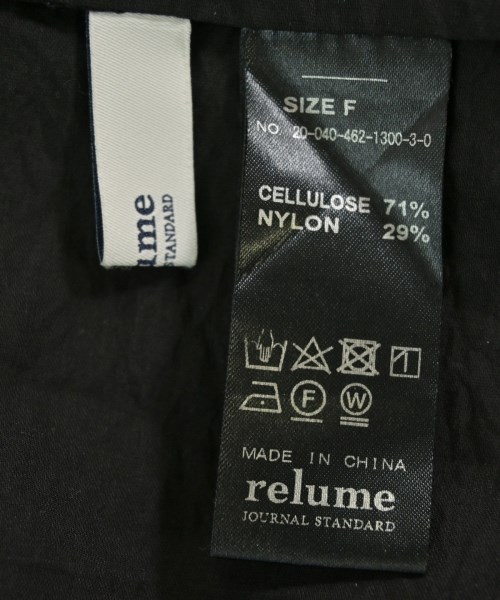 ume
STANDARD
SIZE F
NO. 20-040-462-1300-3-0
CELLULOSE 71%
NYLON 29%
F W
MADE IN CHINA
relume
JOURNAL STANDARD